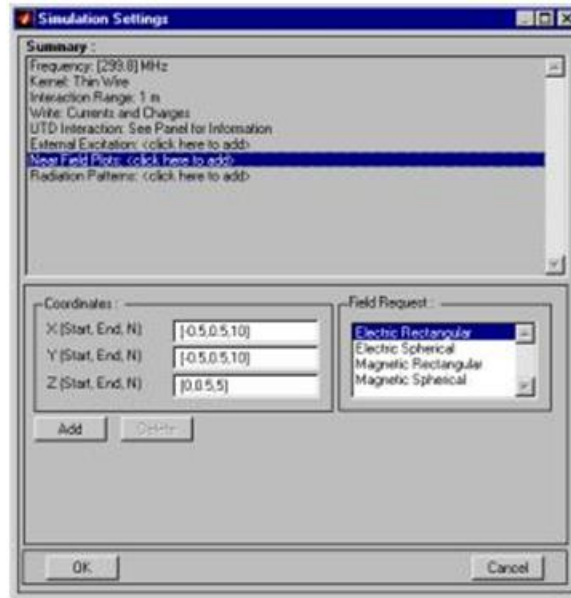 Simulation Settings
Summary :
Frequency: [299.8] MHz
Kernel: Thin Wire
Interaction Range: 1 m
Write: Currents and Charges
UTD Interaction: See Panel for Information
External Excitation: <click here to add>
Near Field Plots: <click here to add>
Radiation Patterns: <click here to add>
Coordinates :
X (Start, End, N) [-0.5,0.5,10]
Y (Start, End, N) [-0.5,0.5,10]
Z (Start, End, N) [0,0.5,5]
Field Request :
Electric Rectangular
Electric Spherical
Magnetic Rectangular
Magnetic Spherical
Add Delete
OK Cancel